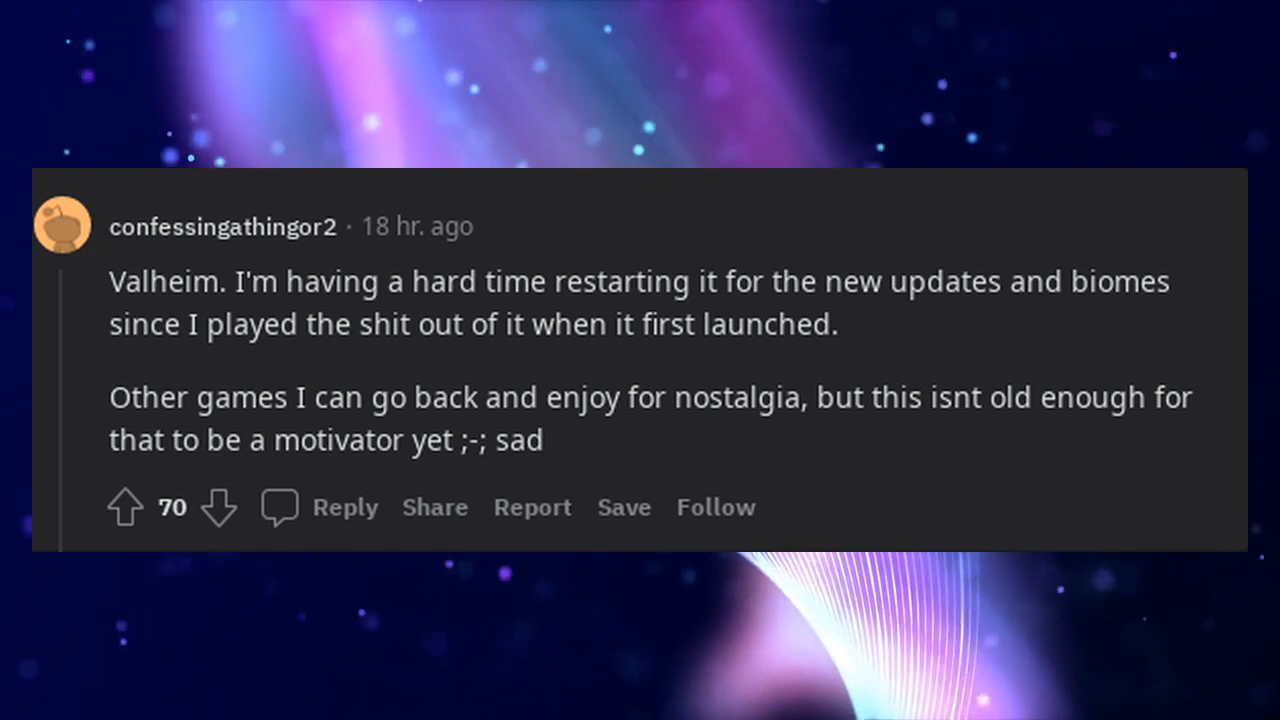 confessingathingor2 · 18 hr. ago
Valheim. I'm having a hard time restarting it for the new updates and biomes
since I played the shit out of it when it first launched.
Other games I can go back and enjoy for nostalgia, but this isnt old enough for
that to be a motivator yet ;-; sad
70 Reply Share Report Save Follow